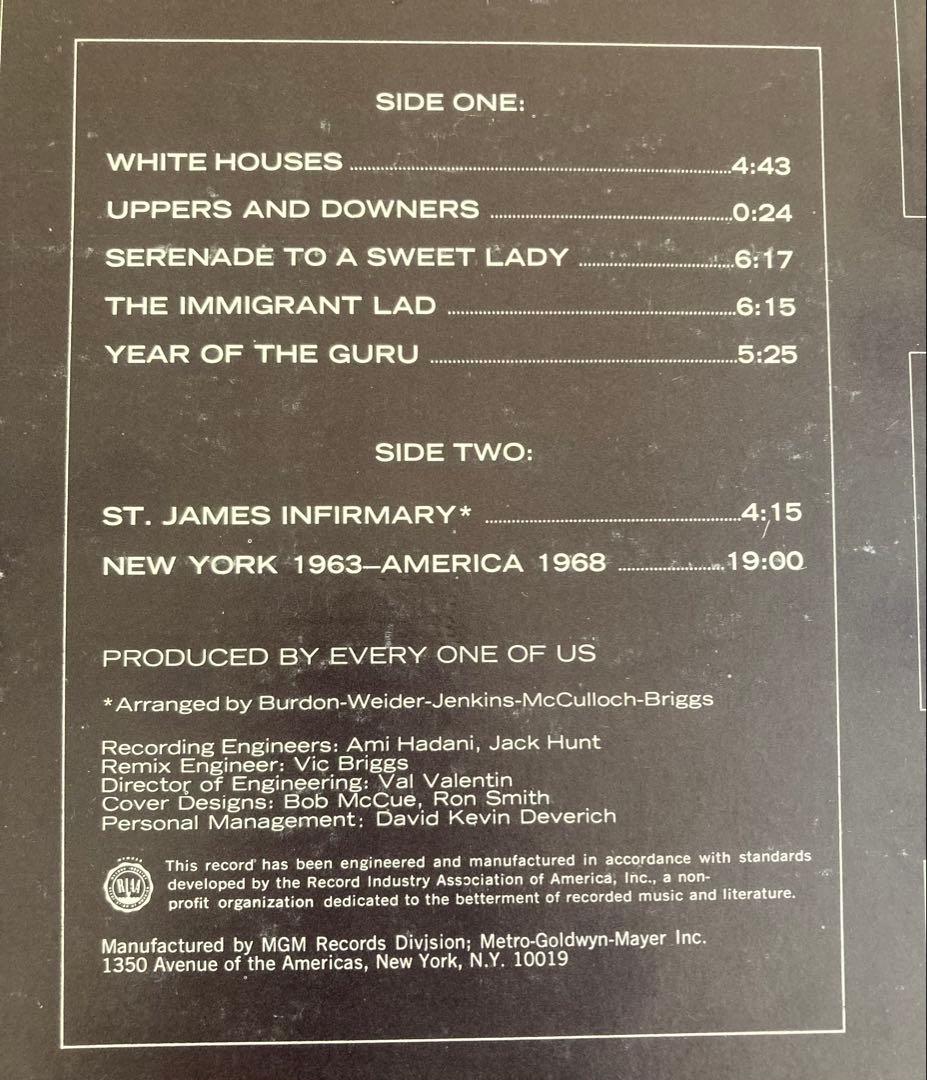 SIDE ONE:
WHITE HOUSES ........ 4:43
UPPERS AND DOWNERS ........ 0:24
SERENADE TO A SWEET LADY ........ 6:17
THE IMMIGRANT LAD ........ 6:15
YEAR OF THE GURU ........ 5:25
SIDE TWO:
ST. JAMES INFIRMARY* ........ 4:15
NEW YORK 1963—AMERICA 1968 ........ 19:00
PRODUCED BY EVERY ONE OF US
*Arranged by Burdon-Weider-Jenkins-McCulloch-Briggs
Recording Engineers: Ami Hadani, Jack Hunt
Remix Engineer: Vic Briggs
Director of Engineering: Val Valentin
Cover Designs: Bob McCue, Ron Smith
Personal Management: David Kevin Deverich
RIAA
This record has been engineered and manufactured in accordance with standards
developed by the Record Industry Association of America, Inc., a non-
profit organization dedicated to the betterment of recorded music and literature.
Manufactured by MGM Records Division; Metro-Goldwyn-Mayer Inc.
1350 Avenue of the Americas, New York, N.Y. 10019